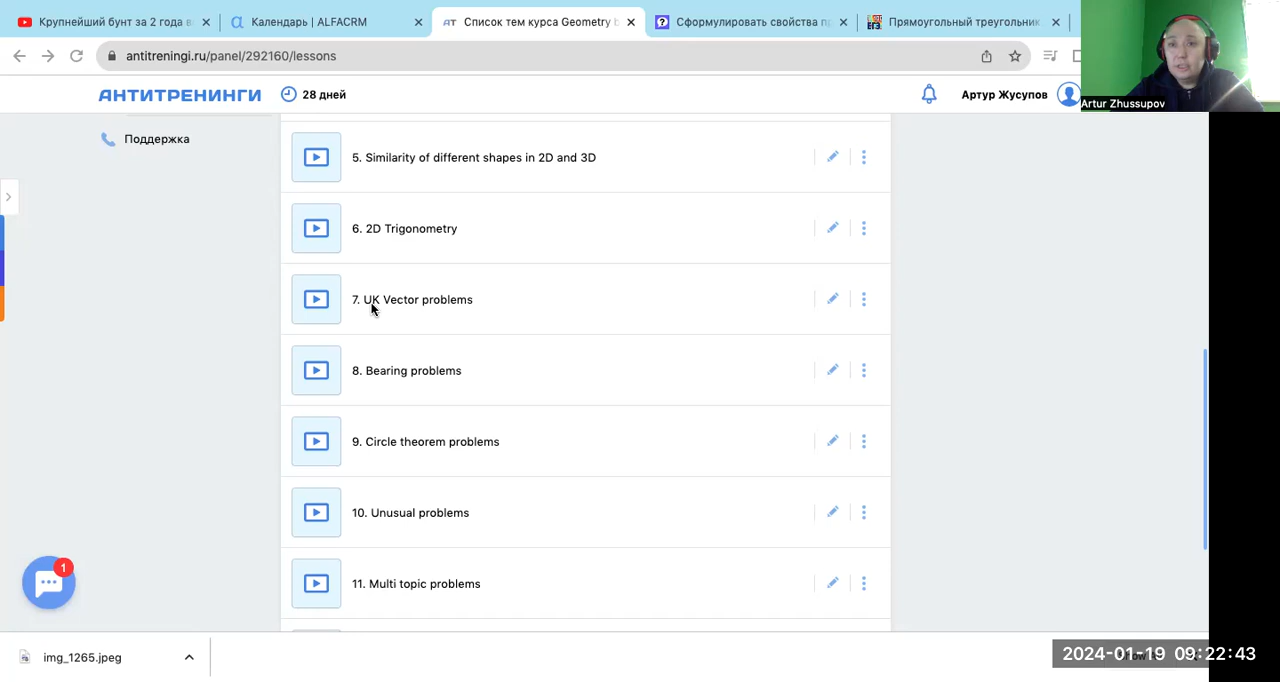 Крупнейший бунт за 2 года в
Календарь | ALFACRM
AT Список тем курса Geometry b
Сформулировать свойства пр
Прямоугольный треугольник
antitreningi.ru/panel/292160/lessons
АНТИТРЕНИНГИ
28 дней
Артур Жусупов
Artur Zhussupov
Поддержка
5. Similarity of different shapes in 2D and 3D
6. 2D Trigonometry
7. UK Vector problems
8. Bearing problems
9. Circle theorem problems
10. Unusual problems
11. Multi topic problems
1
img_1265.jpeg
2024-01-19 09:22:43